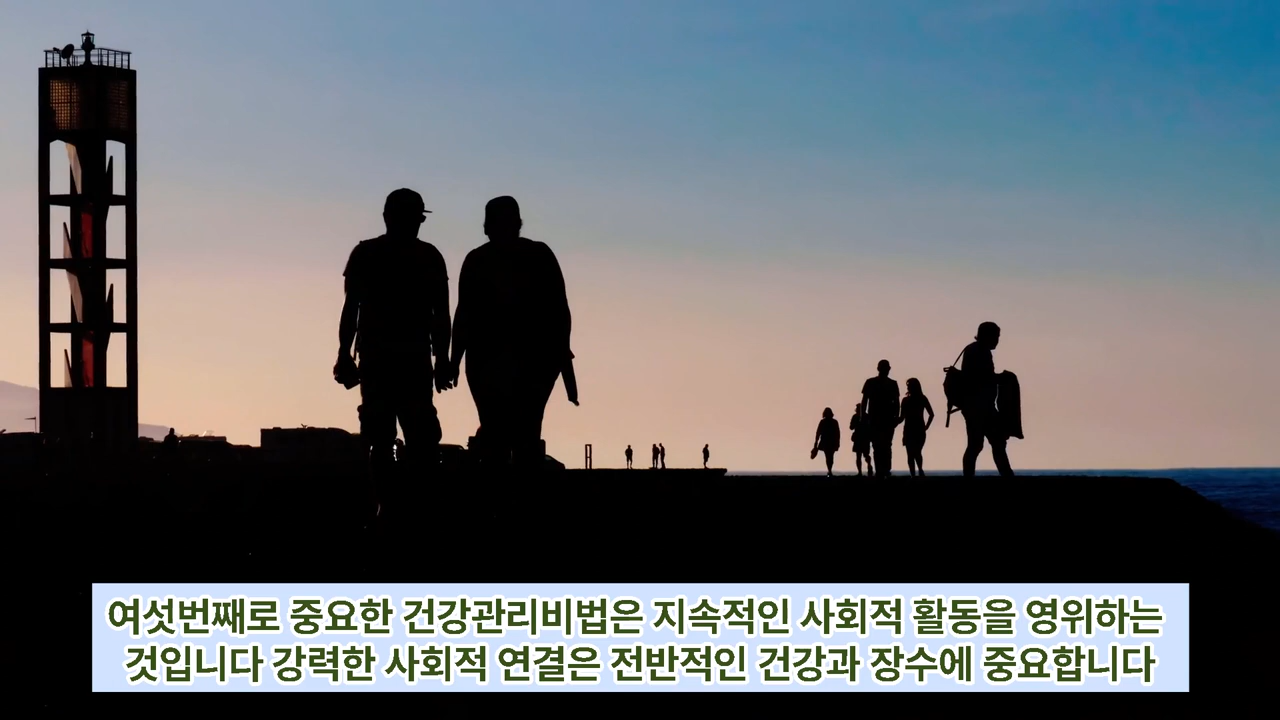 여섯번째로 중요한 건강관리비법은 지속적인 사회적 활동을 영위하는
것입니다 강력한 사회적 연결은 전반적인 건강과 장수에 중요합니다